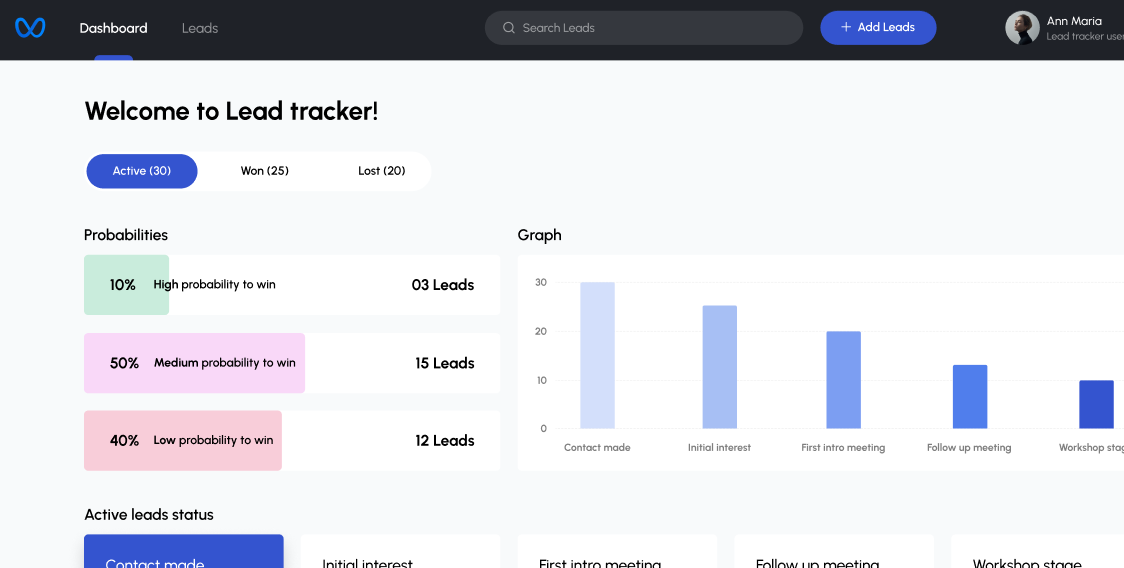 Dashboard
Leads
Search Leads
+ Add Leads
Ann Maria
Lead tracker user
Welcome to Lead tracker!
Active (30)
Won (25)
Lost (20)
Probabilities
10% High probability to win 03 Leads
50% Medium probability to win 15 Leads
40% Low probability to win 12 Leads
Graph
30
20
10
0
Contact made
Initial interest
First intro meeting
Follow up meeting
Workshop stag
Active leads status
Contact made
Initial interest
First intro meeting
Follow up meeting
Workshop stage